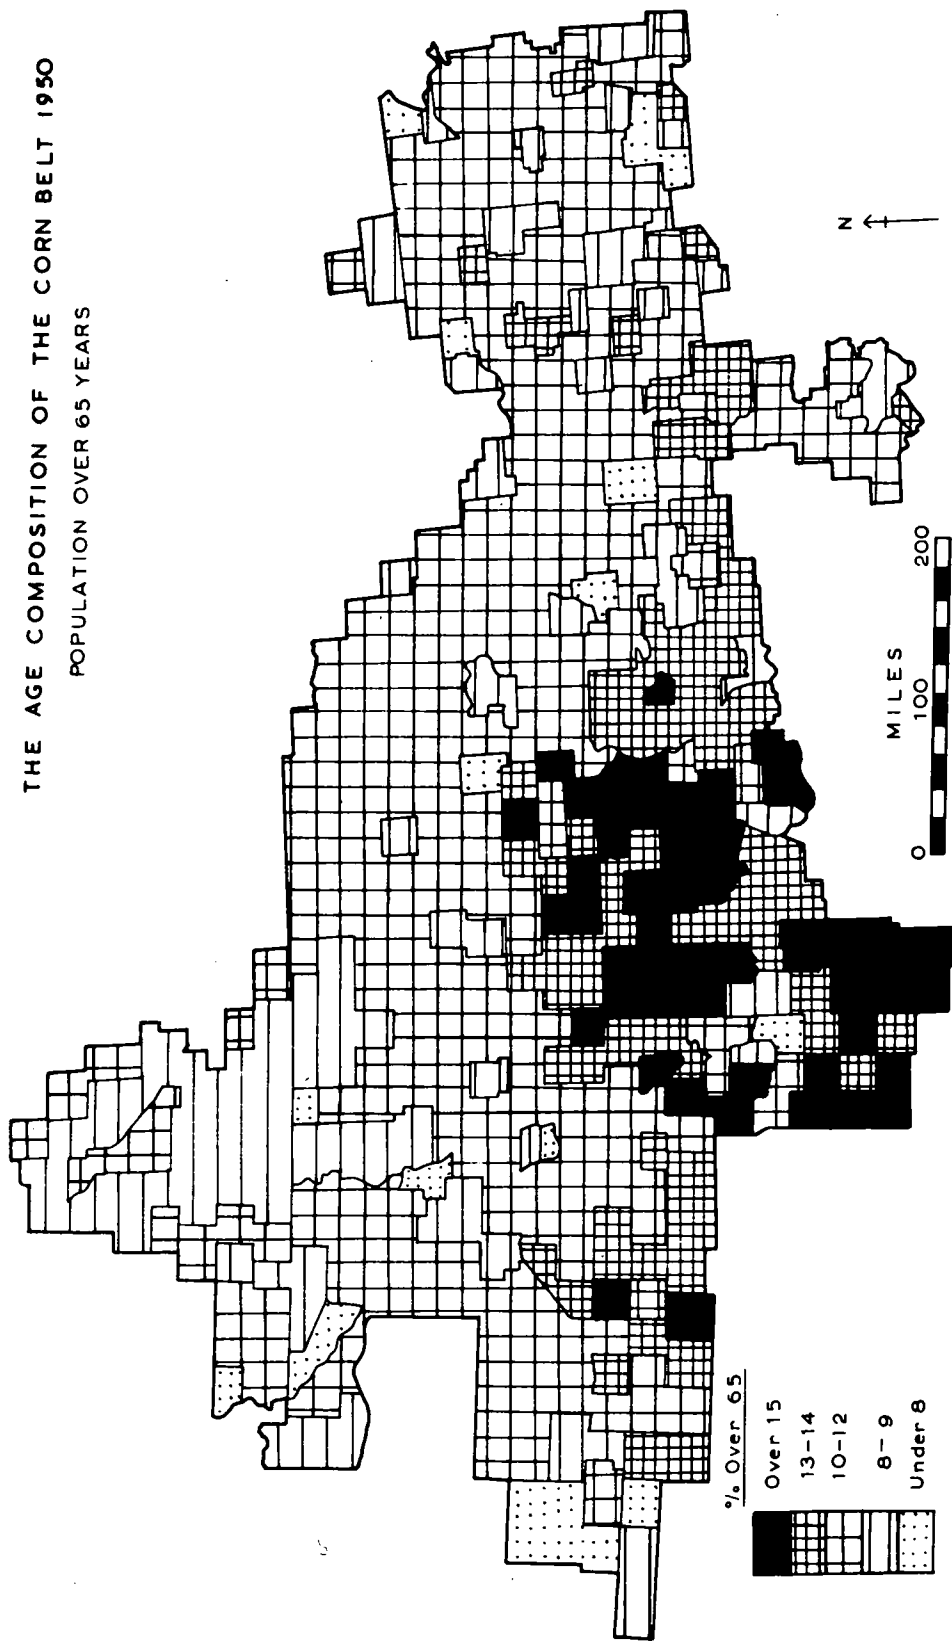 THE AGE COMPOSITION OF THE CORN BELT 1950
POPULATION OVER 65 YEARS
N
MILES
0 100 200
% Over 65
Over 15
13-14
10-12
8-9
Under 8